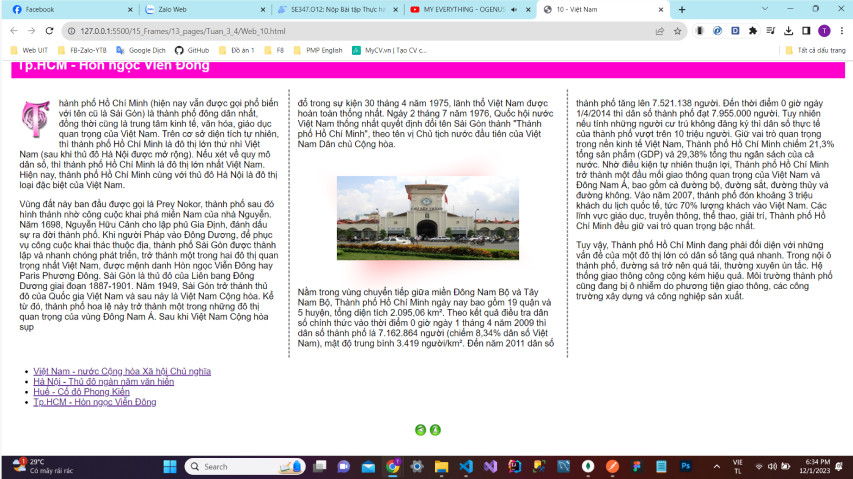 Facebook
Zalo Web
SE347.O12: Nộp Bài tập Thực hà
MY EVERYTHING - OGENUS
10 - Việt Nam
127.0.0.1:5500/15_Frames/13_pages/Tuan_3_4/Web_10.html
T
Web UIT
FB-Zalo-YTB
Google Dịch
GitHub
Đồ án 1
F8
PMP English
MyCV.vn | Tạo CV c...
Tất cả dấu trang
Tp.HCM - Hòn ngọc Viễn Đông
T
hành phố Hồ Chí Minh (hiện nay vẫn được gọi phổ biến
với tên cũ là Sài Gòn) là thành phố đông dân nhất,
đồng thời cũng là trung tâm kinh tế, văn hóa, giáo dục
quan trọng của Việt Nam. Trên cơ sở diện tích tự nhiên,
thì thành phố Hồ Chí Minh là đô thị lớn thứ nhì Việt
Nam (sau khi thủ đô Hà Nội được mở rộng). Nếu xét về quy mô
dân số, thì thành phố Hồ Chí Minh là đô thị lớn nhất Việt Nam.
Hiện nay, thành phố Hồ Chí Minh cùng với thủ đô Hà Nội là đô thị
loại đặc biệt của Việt Nam.
Vùng đất này ban đầu được gọi là Prey Nokor, thành phố sau đó
hình thành nhờ công cuộc khai phá miền Nam của nhà Nguyễn.
Năm 1698, Nguyễn Hữu Cảnh cho lập phủ Gia Định, đánh dấu
sự ra đời thành phố. Khi người Pháp vào Đông Dương, để phục
vụ công cuộc khai thác thuộc địa, thành phố Sài Gòn được thành
lập và nhanh chóng phát triển, trở thành một trong hai đô thị quan
trọng nhất Việt Nam, được mệnh danh Hòn ngọc Viễn Đông hay
Paris Phương Đông. Sài Gòn là thủ đô của Liên bang Đông
Dương giai đoạn 1887-1901. Năm 1949, Sài Gòn trở thành thủ
đô của Quốc gia Việt Nam và sau này là Việt Nam Cộng hòa. Kể
từ đó, thành phố hoa lệ này trở thành một trong những đô thị
quan trọng của vùng Đông Nam Á. Sau khi Việt Nam Cộng hòa
sụp
đổ trong sự kiện 30 tháng 4 năm 1975, lãnh thổ Việt Nam được
hoàn toàn thống nhất. Ngày 2 tháng 7 năm 1976, Quốc hội nước
Việt Nam thống nhất quyết định đổi tên Sài Gòn thành "Thành
phố Hồ Chí Minh", theo tên vị Chủ tịch nước đầu tiên của Việt
Nam Dân chủ Cộng hòa.
Nằm trong vùng chuyển tiếp giữa miền Đông Nam Bộ và Tây
Nam Bộ, Thành phố Hồ Chí Minh ngày nay bao gồm 19 quận và
5 huyện, tổng diện tích 2.095,06 km². Theo kết quả điều tra dân
số chính thức vào thời điểm 0 giờ ngày 1 tháng 4 năm 2009 thì
dân số thành phố là 7.162.864 người (chiếm 8,34% dân số Việt
Nam), mật độ trung bình 3.419 người/km². Đến năm 2011 dân số
thành phố tăng lên 7.521.138 người. Đến thời điểm 0 giờ ngày
1/4/2014 thì dân số thành phố đạt 7.955.000 người. Tuy nhiên
nếu tính những người cư trú không đăng ký thì dân số thực tế
của thành phố vượt trên 10 triệu người. Giữ vai trò quan trọng
trong nền kinh tế Việt Nam, Thành phố Hồ Chí Minh chiếm 21,3%
tổng sản phẩm (GDP) và 29,38% tổng thu ngân sách của cả
nước. Nhờ điều kiện tự nhiên thuận lợi, Thành phố Hồ Chí Minh
trở thành một đầu mối giao thông quan trọng của Việt Nam và
Đông Nam Á, bao gồm cả đường bộ, đường sắt, đường thủy và
đường không. Vào năm 2007, thành phố đón khoảng 3 triệu
khách du lịch quốc tế, tức 70% lượng khách vào Việt Nam. Các
lĩnh vực giáo dục, truyền thông, thể thao, giải trí, Thành phố Hồ
Chí Minh đều giữ vai trò quan trọng bậc nhất.
Tuy vậy, Thành phố Hồ Chí Minh đang phải đối diện với những
vấn đề của một đô thị lớn có dân số tăng quá nhanh. Trong nội ô
thành phố, đường sá trở nên quá tải, thường xuyên ùn tắc. Hệ
thống giao thông công cộng kém hiệu quả. Môi trường thành phố
cũng đang bị ô nhiễm do phương tiện giao thông, các công
trường xây dựng và công nghiệp sản xuất.
Việt Nam - nước Cộng hòa Xã hội Chủ nghĩa
Hà Nội - Thủ đô ngàn năm văn hiến
Huế - Cố đô Phong Kiến
Tp.HCM - Hòn ngọc Viễn Đông
29°C
Có mây rải rác
Search
VIE
TL
6:34 PM
12/1/2023